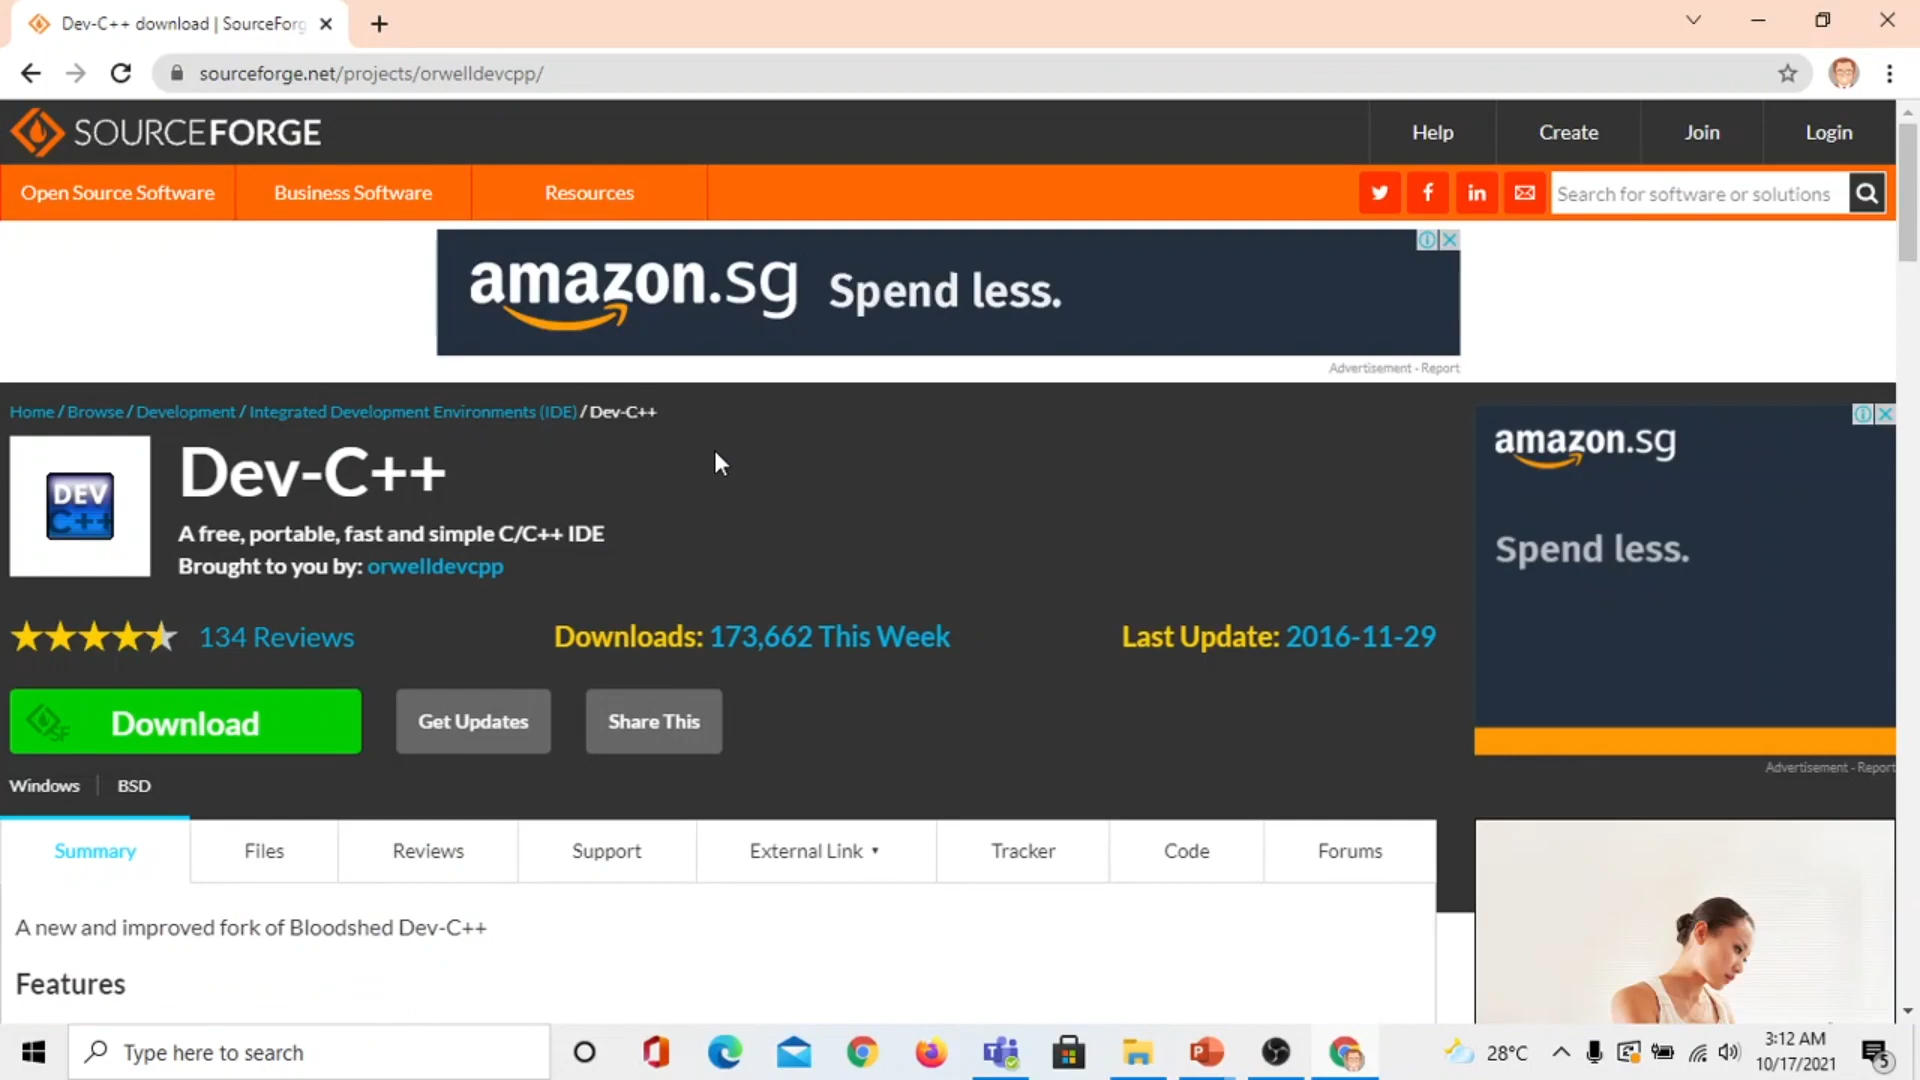 Dev-C++ download | SourceForg
sourceforge.net/projects/orwelldevcpp/
SOURCEFORGE
Help
Create
Join
Login
Open Source Software
Business Software
Resources
Search for software or solutions
amazon.sg Spend less.
Advertisement - Report
Home / Browse / Development / Integrated Development Environments (IDE) / Dev-C++
DEV
C++
Dev-C++
A free, portable, fast and simple C/C++ IDE
Brought to you by: orwelldevcpp
amazon.sg
Spend less.
134 Reviews
Downloads: 173,662 This Week
Last Update: 2016-11-29
SF
Download
Get Updates
Share This
Advertisement - Report
Windows
BSD
Summary
Files
Reviews
Support
External Link
Tracker
Code
Forums
A new and improved fork of Bloodshed Dev-C++
Features
Type here to search
28°C
3:12 AM
10/17/2021
5